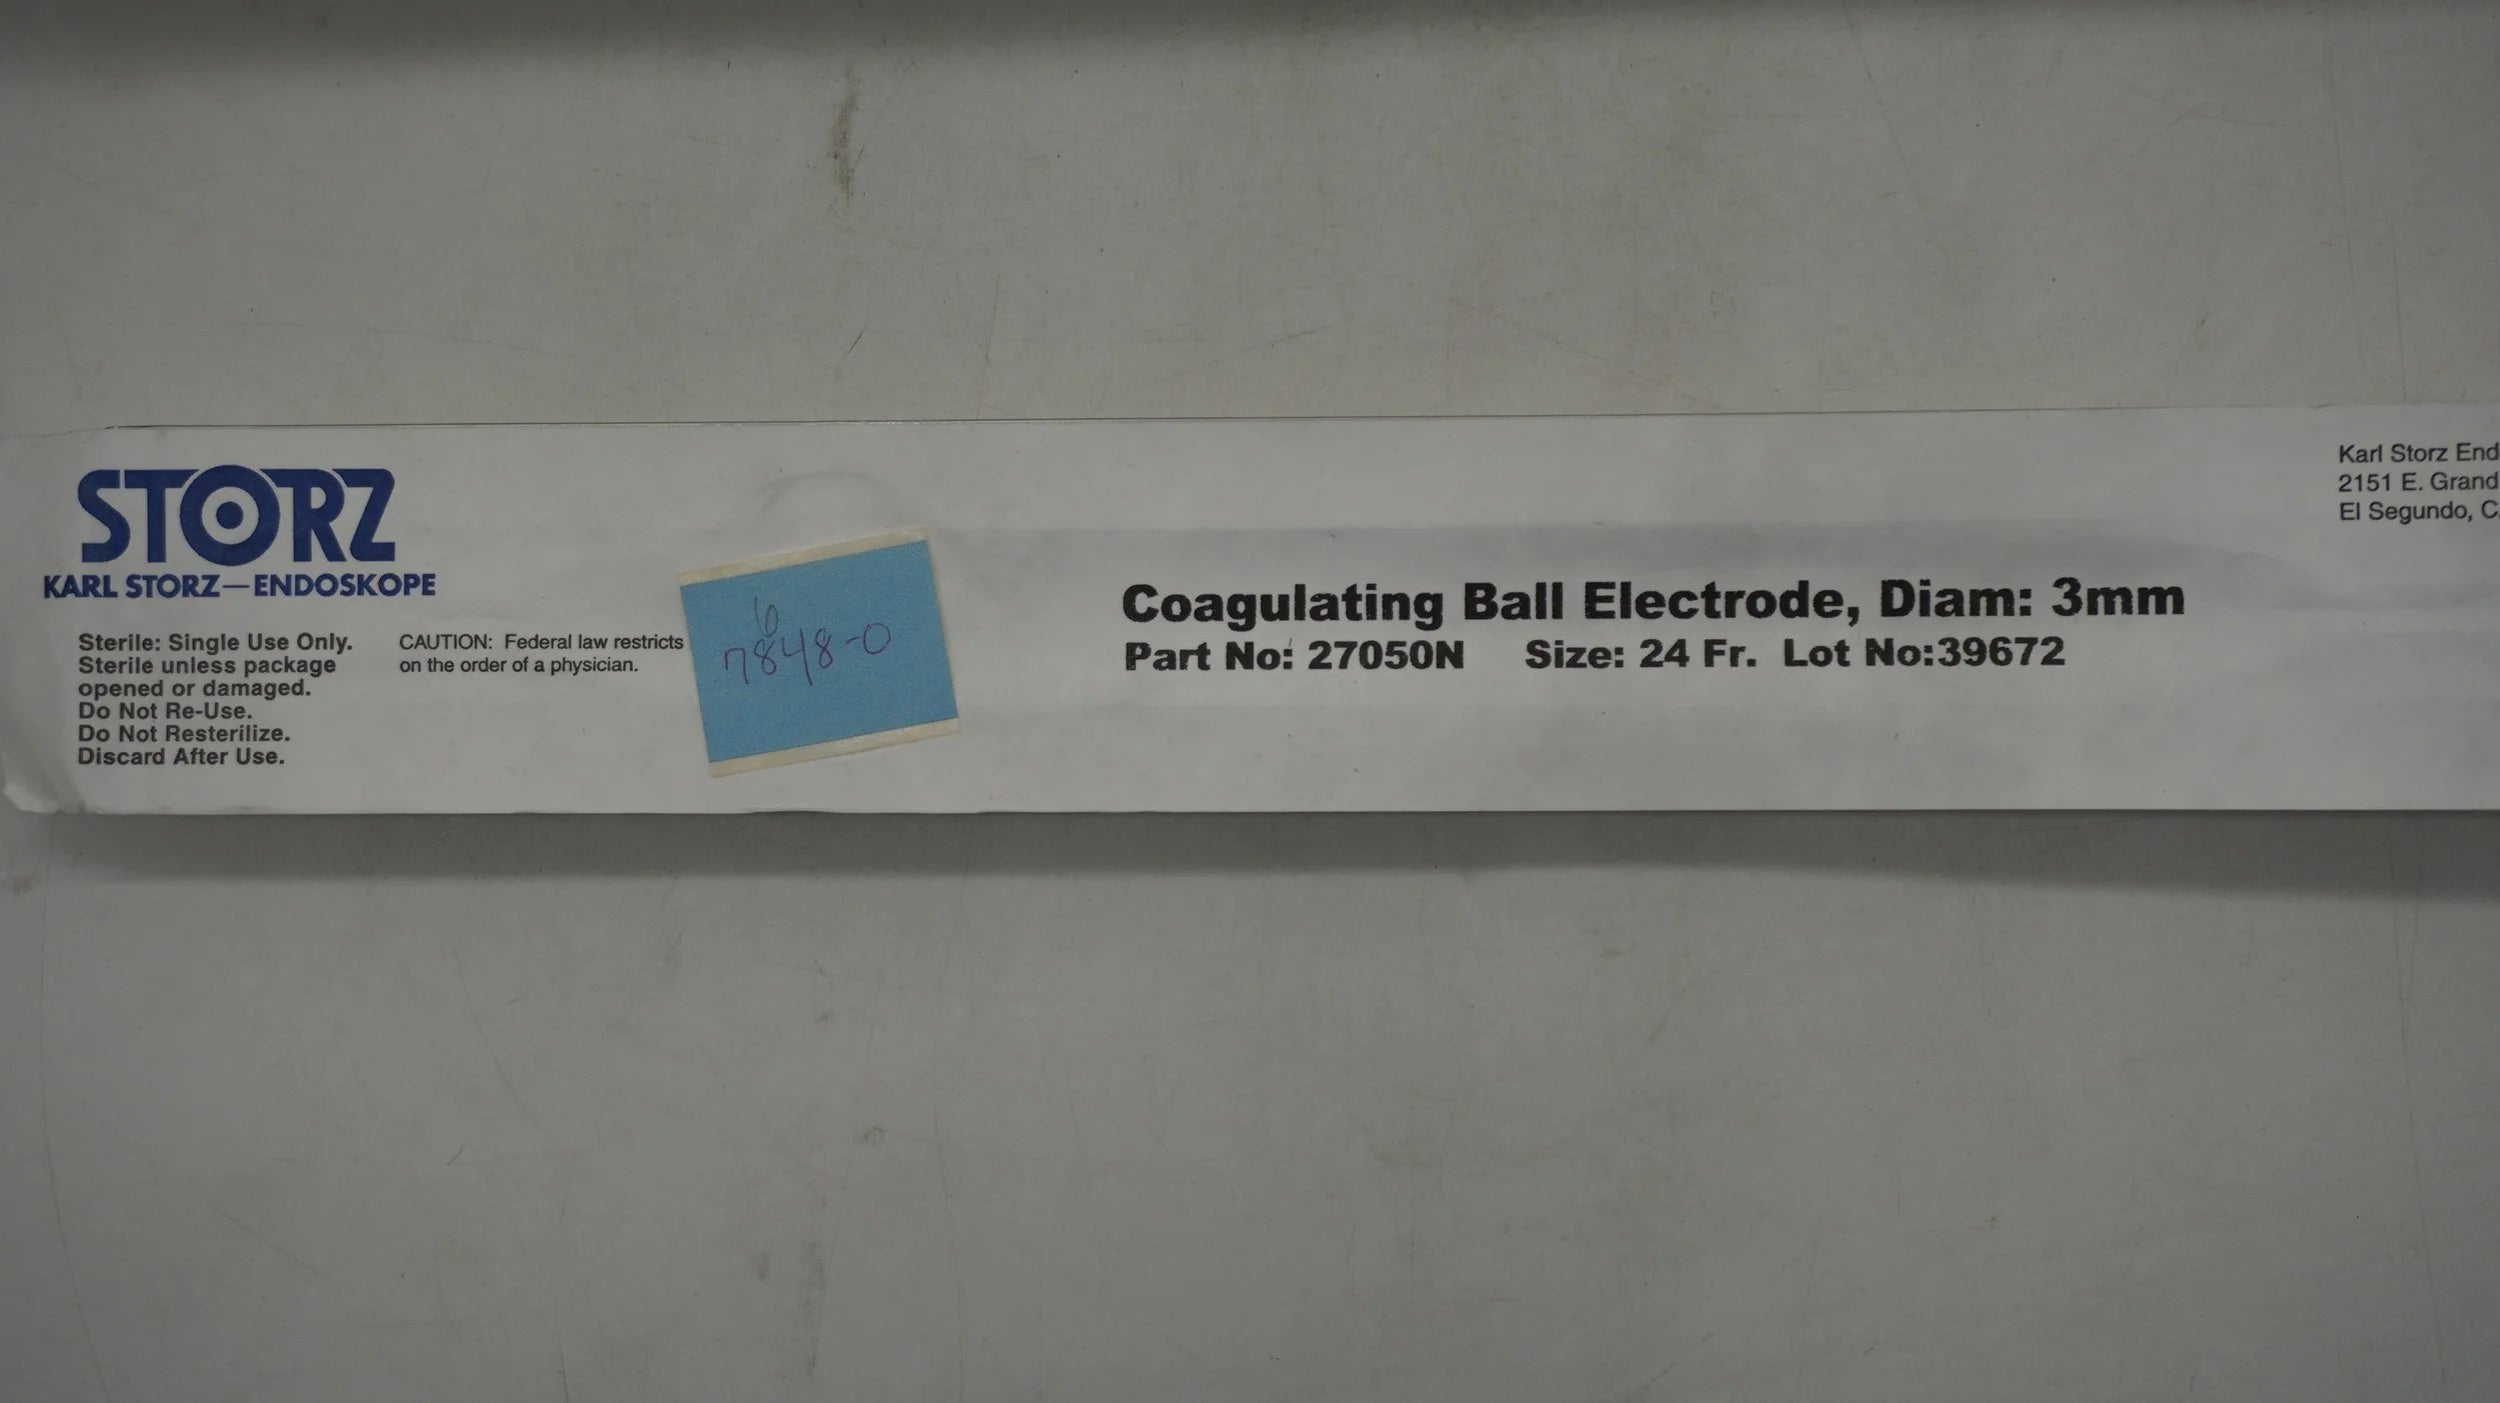 STORZ
KARL STORZ—ENDOSKOPE
Sterile: Single Use Only.
Sterile unless package
opened or damaged.
Do Not Re-Use.
Do Not Resterilize.
Discard After Use.
CAUTION: Federal law restricts
on the order of a physician.
6
7848-0
Coagulating Ball Electrode, Diam: 3mm
Part No: 27050N Size: 24 Fr. Lot No:39672
Karl Storz End
2151 E. Grand
El Segundo, C